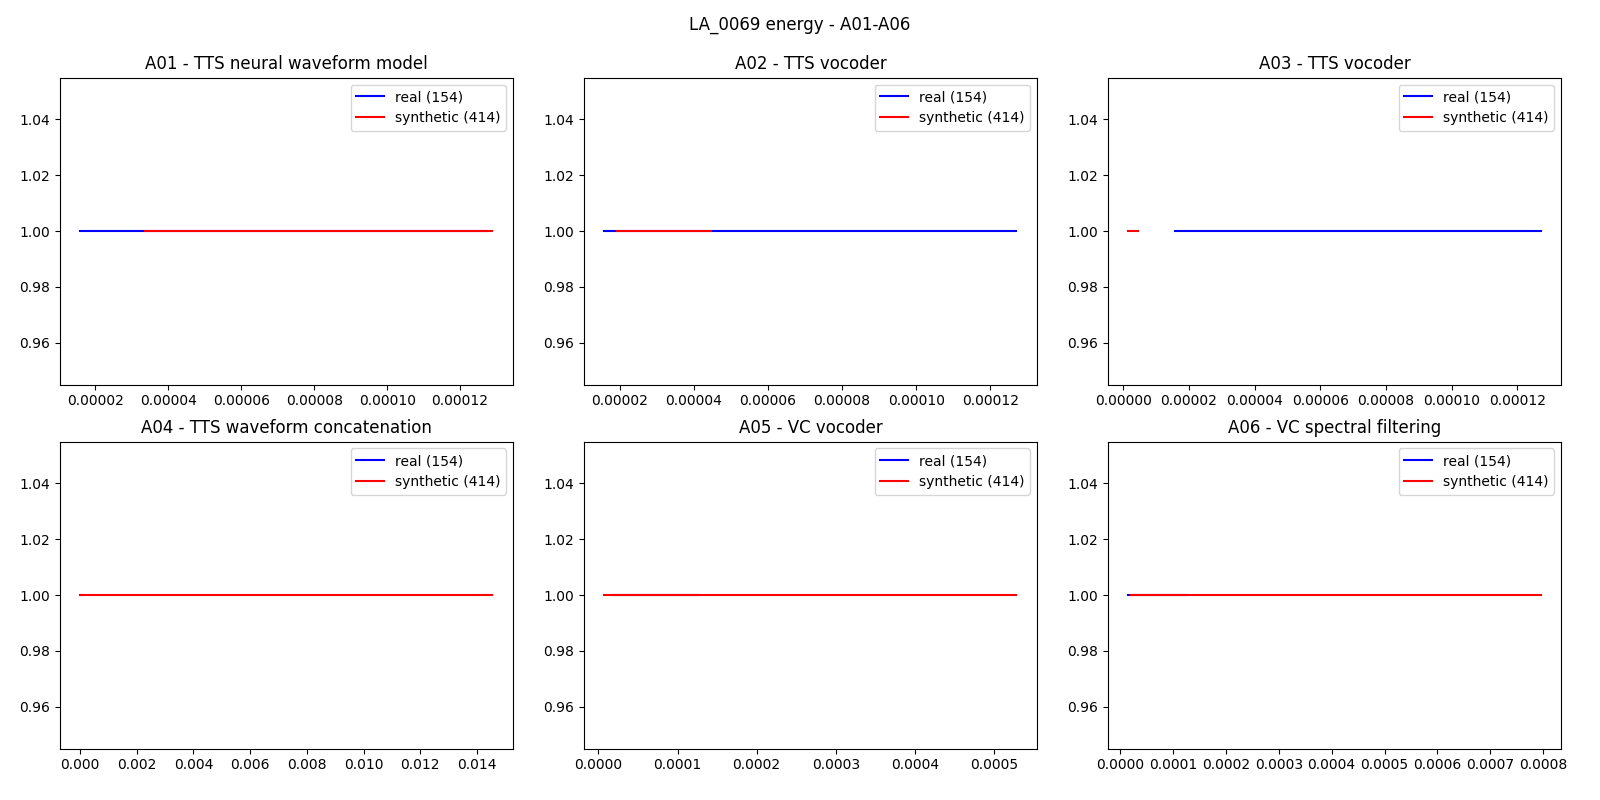 LA_0069 energy - A01-A06
A01 - TTS neural waveform model
real (154)
synthetic (414)
1.04
1.02
1.00
0.98
0.96
0.00002 0.00004 0.00006 0.00008 0.00010 0.00012
A02 - TTS vocoder
real (154)
synthetic (414)
1.04
1.02
1.00
0.98
0.96
0.00002 0.00004 0.00006 0.00008 0.00010 0.00012
A03 - TTS vocoder
real (154)
synthetic (414)
1.04
1.02
1.00
0.98
0.96
0.00000 0.00002 0.00004 0.00006 0.00008 0.00010 0.00012
A04 - TTS waveform concatenation
real (154)
synthetic (414)
1.04
1.02
1.00
0.98
0.96
0.000 0.002 0.004 0.006 0.008 0.010 0.012 0.014
A05 - VC vocoder
real (154)
synthetic (414)
1.04
1.02
1.00
0.98
0.96
0.0000 0.0001 0.0002 0.0003 0.0004 0.0005
A06 - VC spectral filtering
real (154)
synthetic (414)
1.04
1.02
1.00
0.98
0.96
0.0000 0.0001 0.0002 0.0003 0.0004 0.0005 0.0006 0.0007 0.0008